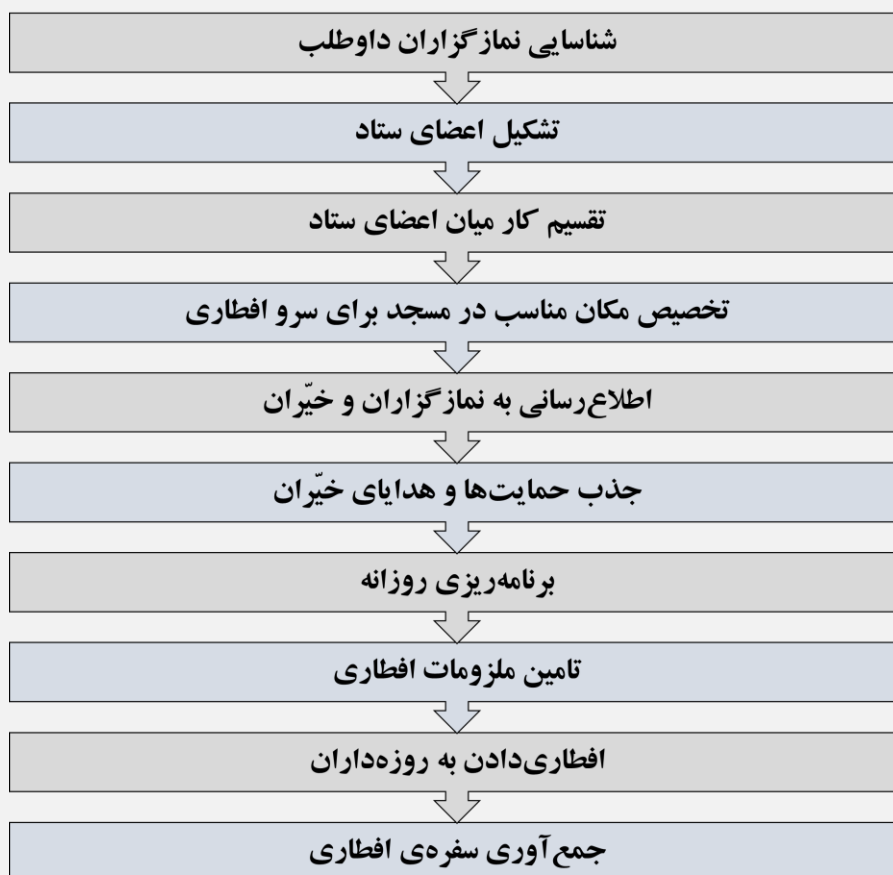 شناسایی نمازگزاران داوطلب
تشکیل اعضای ستاد
تقسیم کار میان اعضای ستاد
تخصیص مکان مناسب در مسجد برای سرو افطاری
اطلاع‌رسانی به نمازگزاران و خیّران
جذب حمایت‌ها و هدایای خیّران
برنامه‌ریزی روزانه
تامین ملزومات افطاری
افطاری‌دادن به روزه‌داران
جمع‌آوری سفره‌ی افطاری